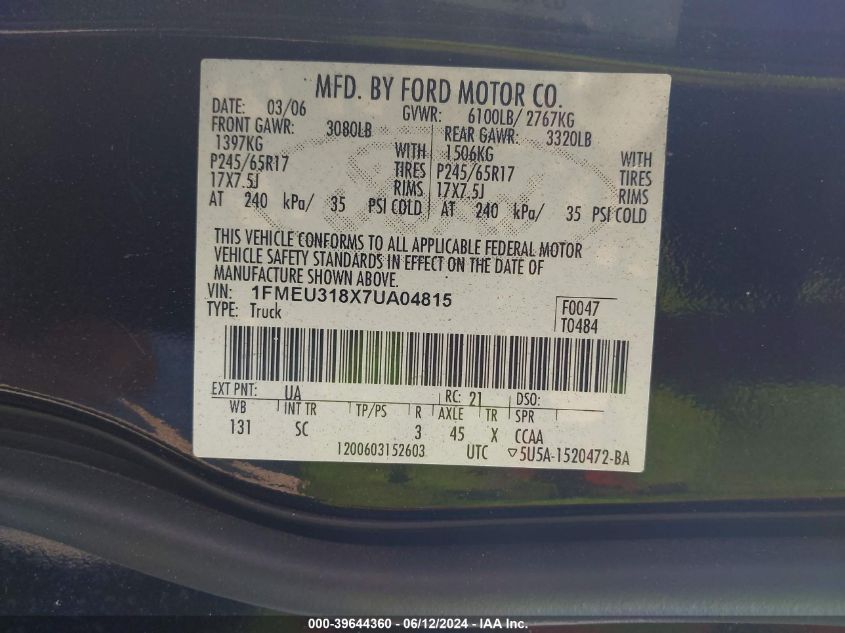 MFD. BY FORD MOTOR CO.
DATE: 03/06 GVWR: 6100LB/ 2767KG
FRONT GAWR: 3080LB REAR GAWR: 3320LB
1397KG WITH 1506KG WITH
P245/65R17 TIRES P245/65R17 TIRES
17X7.5J RIMS 17X7.5J RIMS
AT 240 kPa/ 35 PSI COLD AT 240 kPa/ 35 PSI COLD
THIS VEHICLE CONFORMS TO ALL APPLICABLE FEDERAL MOTOR
VEHICLE SAFETY STANDARDS IN EFFECT ON THE DATE OF
MANUFACTURE SHOWN ABOVE.
VIN: 1FMEU318X7UA04815 F0047
TYPE: Truck T0484
EXT PNT: UA RC: 21 DSO:
WB INT TR TP/PS R AXLE TR SPR
131 SC 3 45 X CCAA
1200603152603 UTC ▽5U5A-1520472-BA
000-39644360 - 06/12/2024 - IAA Inc.